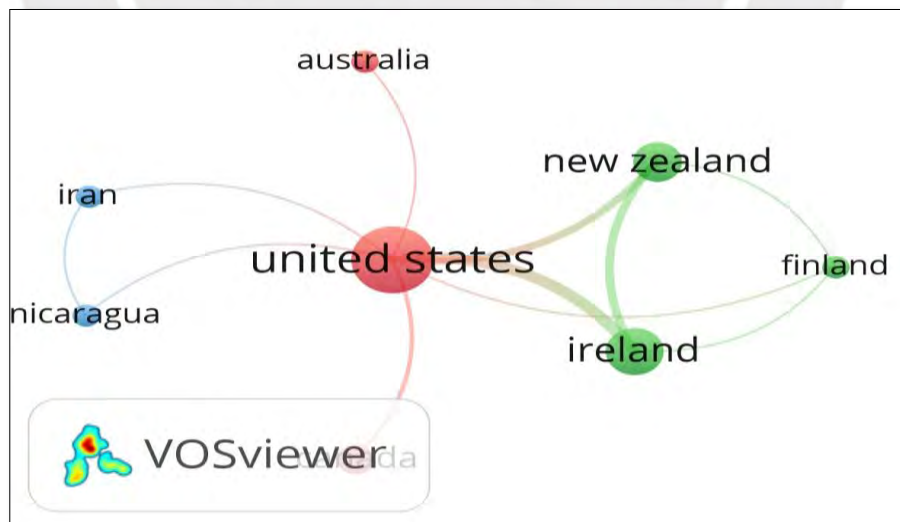 australia
new zealand
iran
united states
finland
nicaragua
ireland
VOSviewer